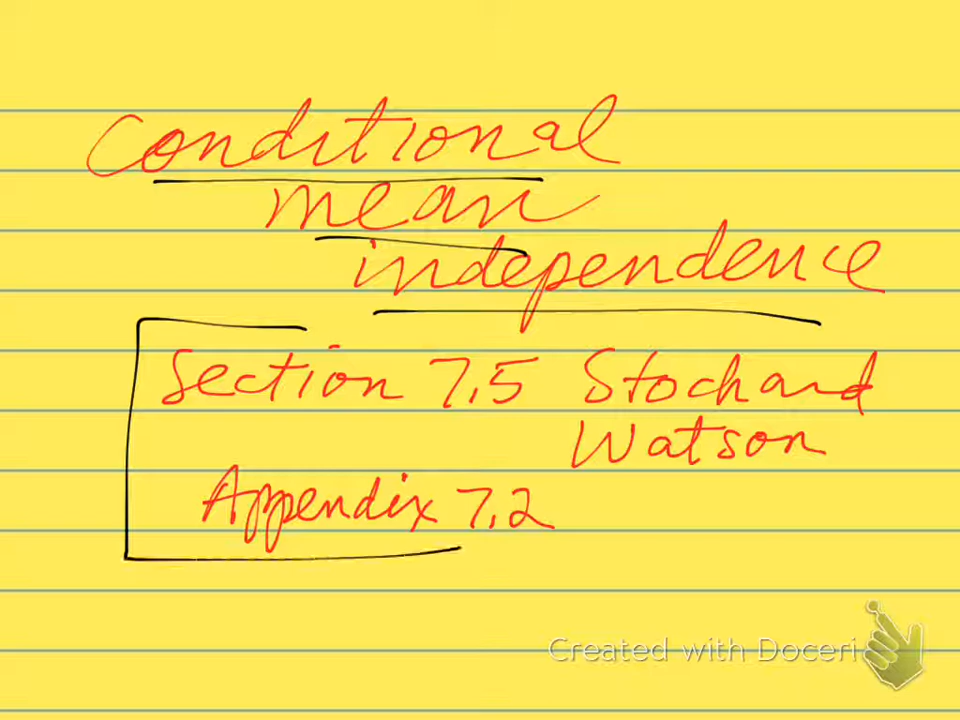 Conditional
mean
independence
Section 7.5 Stock and
Watson
Appendix 7.2
Created with Doceri